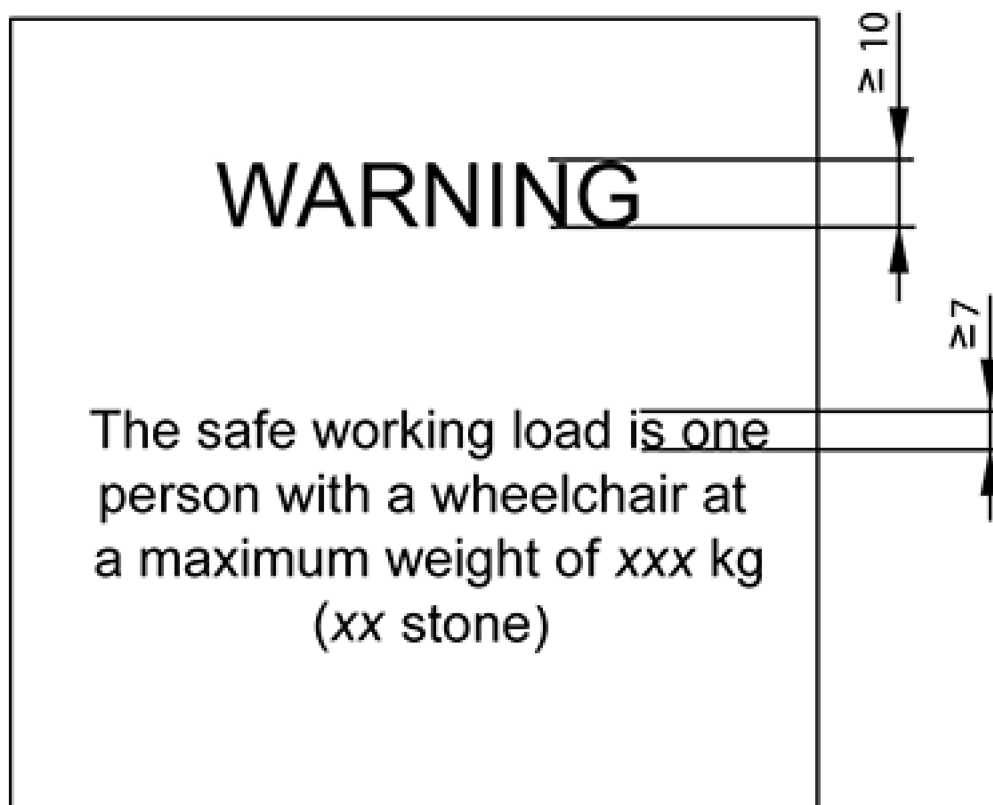 ≥ 10
WARNING
≥7
The safe working load is one
person with a wheelchair at
a maximum weight of xxx kg
(xx stone)